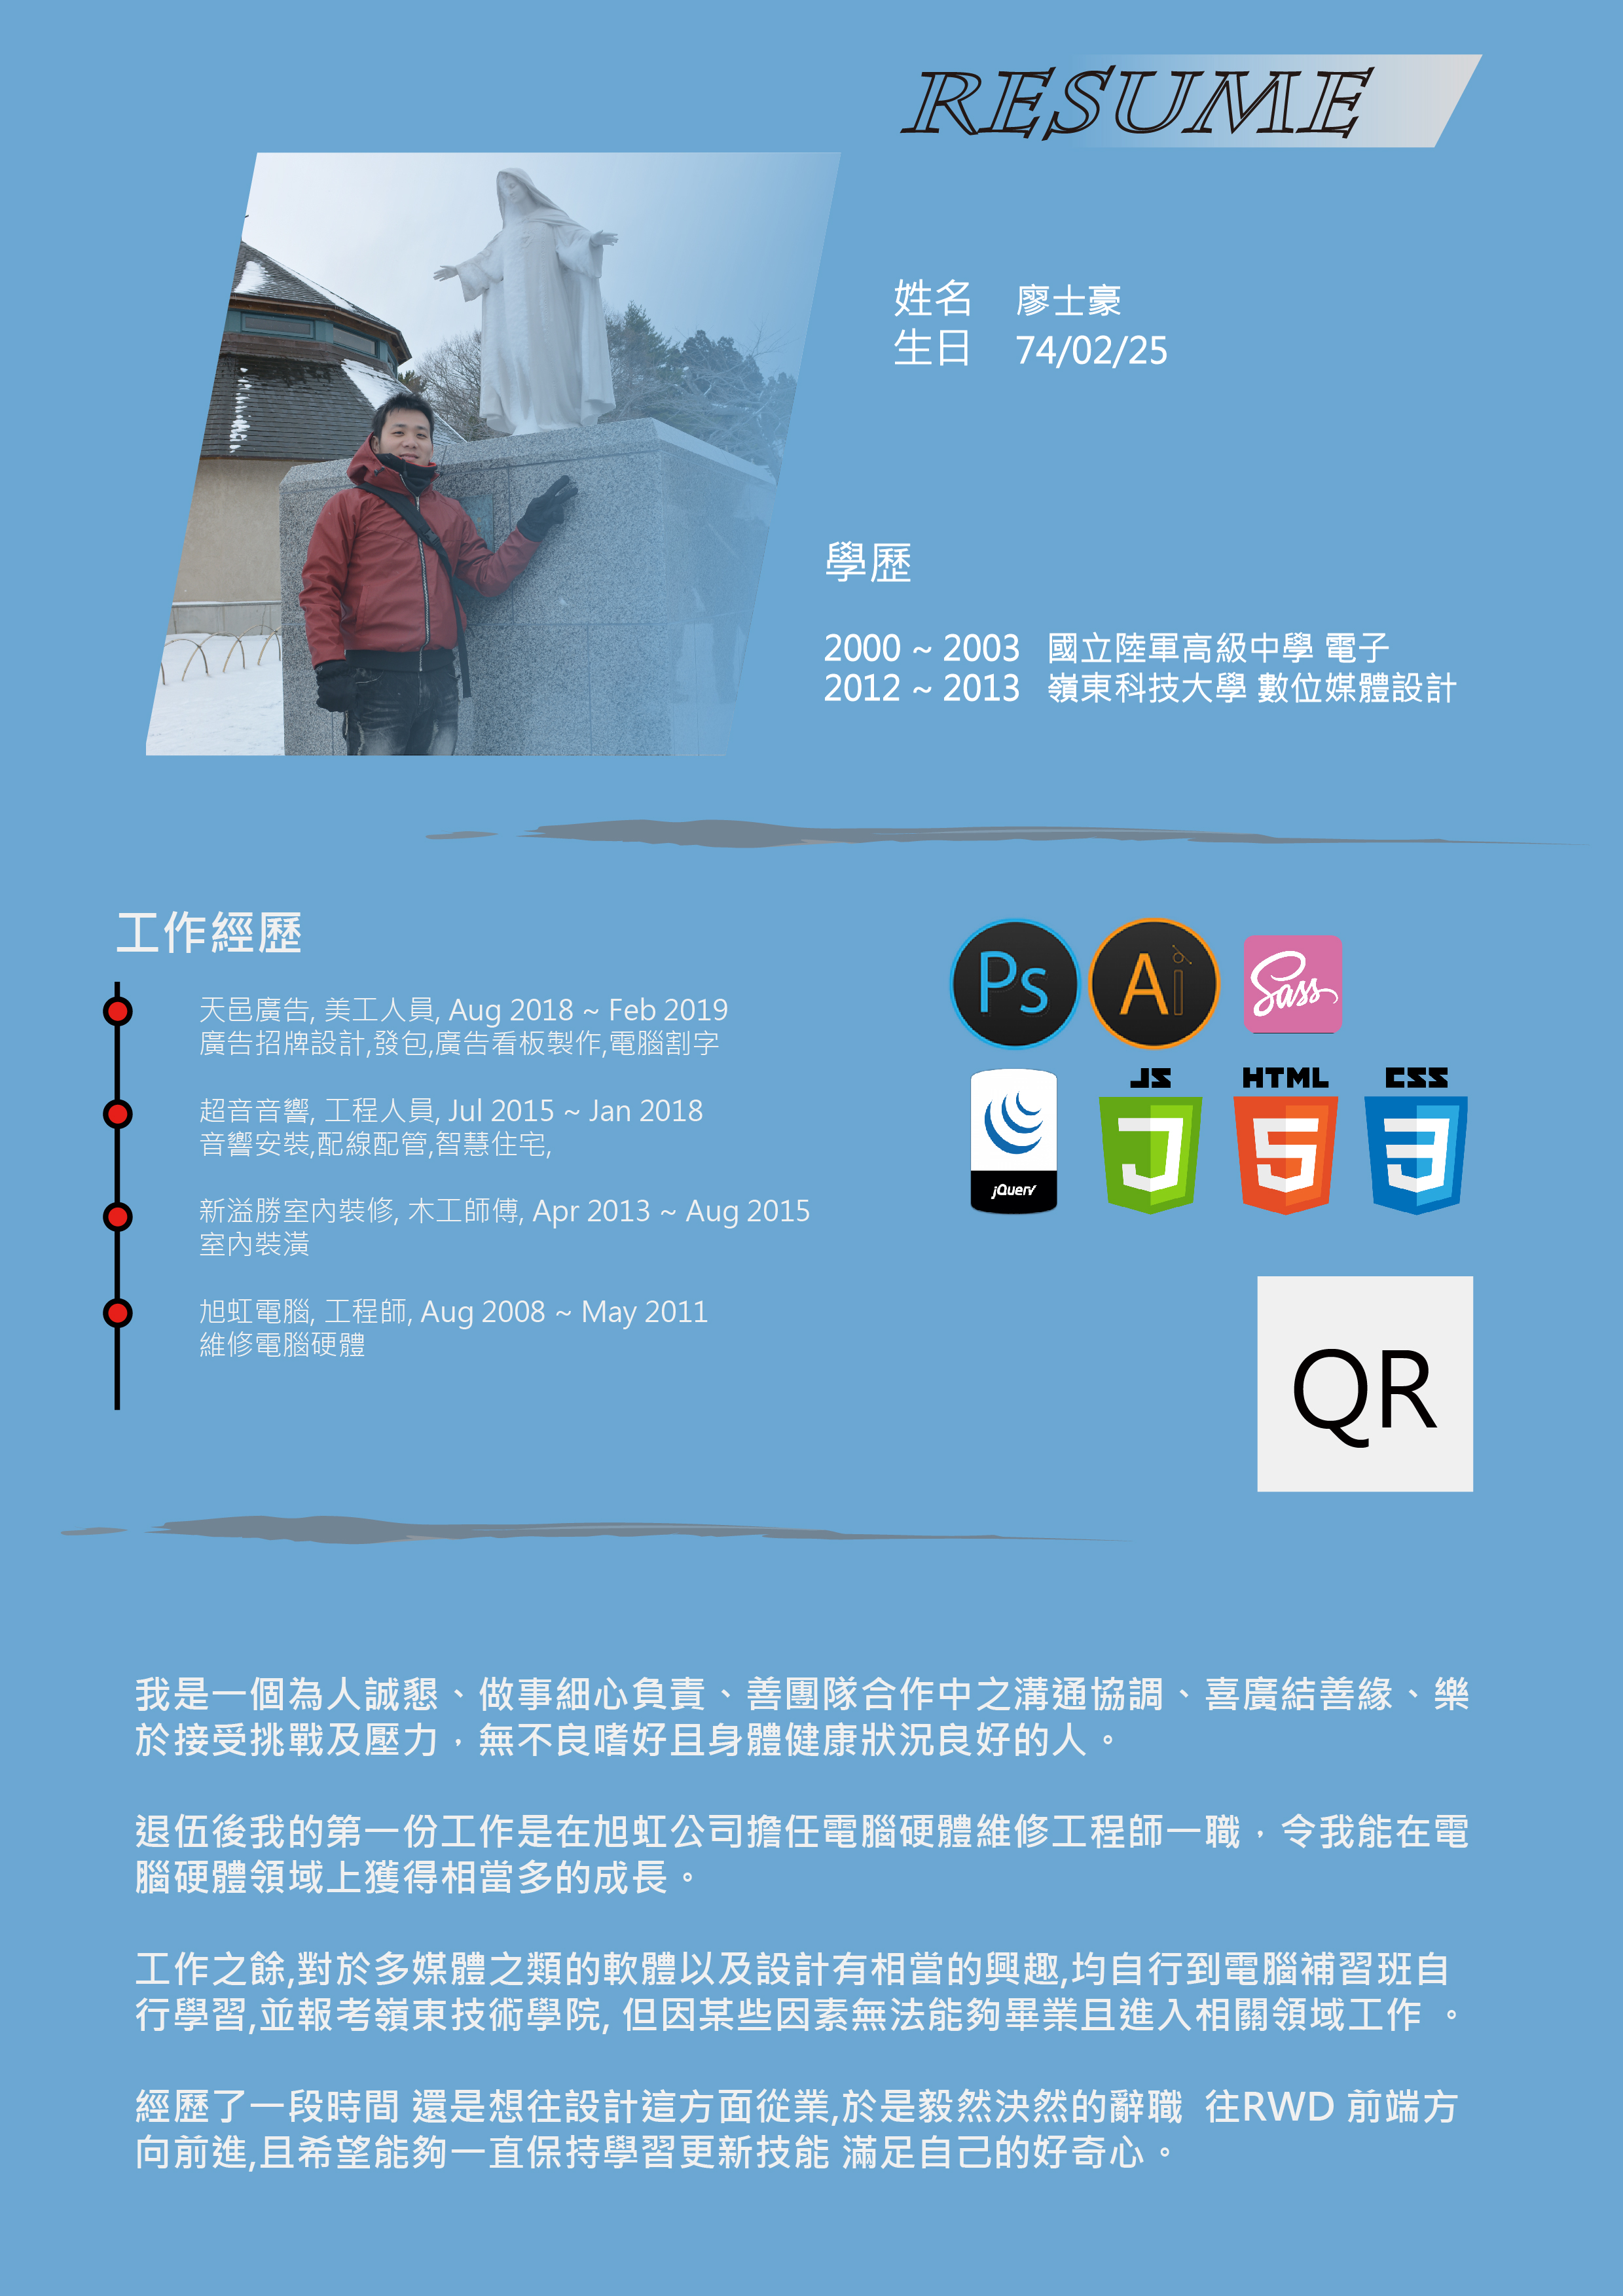 RESUME
姓名 廖士豪
生日 74/02/25
學歷
2000 ~ 2003 國立陸軍高級中學 電子
2012 ~ 2013 嶺東科技大學 數位媒體設計
工作經歷
天邑廣告, 美工人員, Aug 2018 ~ Feb 2019
廣告招牌設計,發包,廣告看板製作,電腦割字
超音音響, 工程人員, Jul 2015 ~ Jan 2018
音響安裝,配線配管,智慧住宅,
新溢勝室內裝修, 木工師傅, Apr 2013 ~ Aug 2015
室內裝潢
旭虹電腦, 工程師, Aug 2008 ~ May 2011
維修電腦硬體
Ps Ai Sass
JS HTML CSS
J 5 3
jQuery
QR
我是一個為人誠懇、做事細心負責、善團隊合作中之溝通協調、喜廣結善緣、樂
於接受挑戰及壓力，無不良嗜好且身體健康狀況良好的人。
退伍後我的第一份工作是在旭虹公司擔任電腦硬體維修工程師一職，令我能在電
腦硬體領域上獲得相當多的成長。
工作之餘,對於多媒體之類的軟體以及設計有相當的興趣,均自行到電腦補習班自
行學習,並報考嶺東技術學院, 但因某些因素無法能夠畢業且進入相關領域工作 。
經歷了一段時間 還是想往設計這方面從業,於是毅然決然的辭職 往RWD 前端方
向前進,且希望能夠一直保持學習更新技能 滿足自己的好奇心。